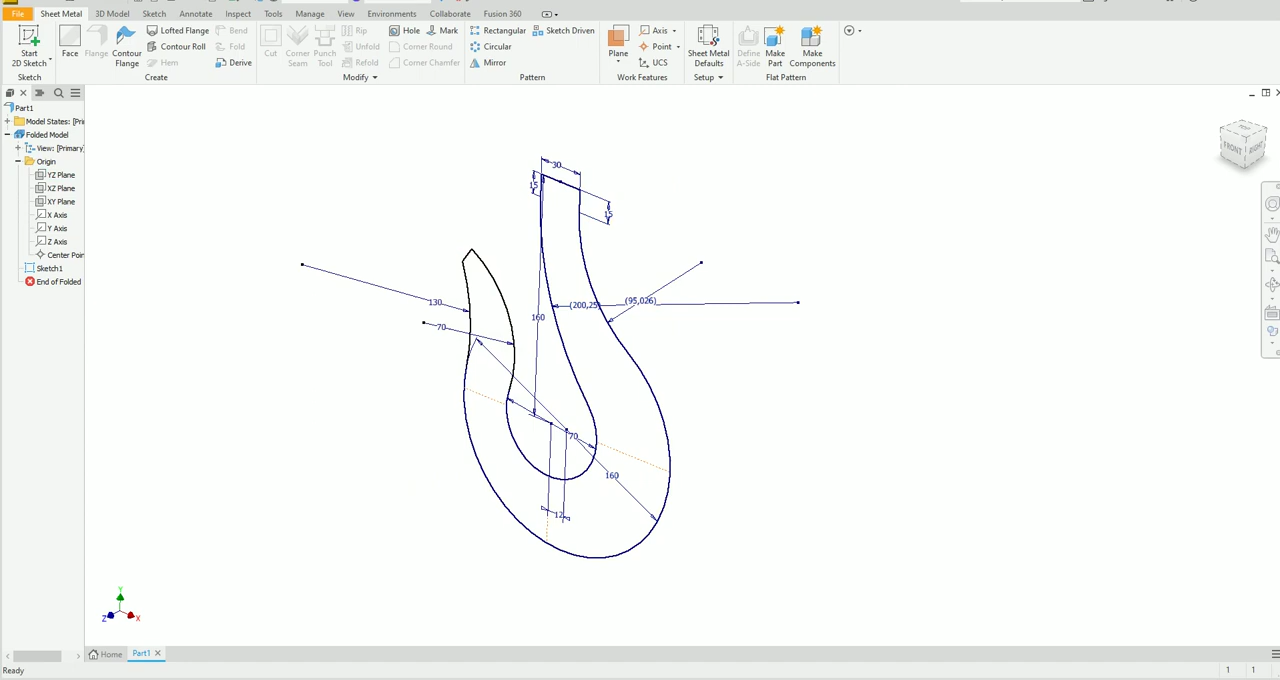 File Sheet Metal 3D Model Sketch Annotate Inspect Tools Manage View Environments Collaborate Fusion 360
Start 2D Sketch
Face
Flange
Contour Flange
Lofted Flange
Contour Roll
Hem
Bend
Fold
Derive
Cut
Corner Seam
Punch Tool
Rip
Unfold
Refold
Hole
Mark
Corner Round
Corner Chamfer
Rectangular
Circular
Mirror
Sketch Driven
Plane
Axis
Point
UCS
Sheet Metal Defaults
Define A-Side
Make Part
Make Components
Sketch Create Modify Pattern Work Features Setup Flat Pattern
Part1
Model States: [Pri
Folded Model
View: [Primary]
Origin
YZ Plane
XZ Plane
XY Plane
X Axis
Y Axis
Z Axis
Center Poin
Sketch1
End of Folded
TOP
FRONT
RIGHT
30
15
15
130
70
(200,25)
(95,026)
160
70
160
12
Y
Z
X
Home Part1
Ready
1 1